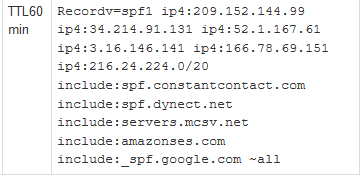 TTL60 min
Recordv=spf1 ip4:209.152.144.99
ip4:34.214.91.131 ip4:52.1.167.61
ip4:3.16.146.141 ip4:166.78.69.151
ip4:216.24.224.0/20
include:spf.constantcontact.com
include:spf.dynect.net
include:servers.mcsv.net
include:amazonses.com
include:_spf.google.com ~all